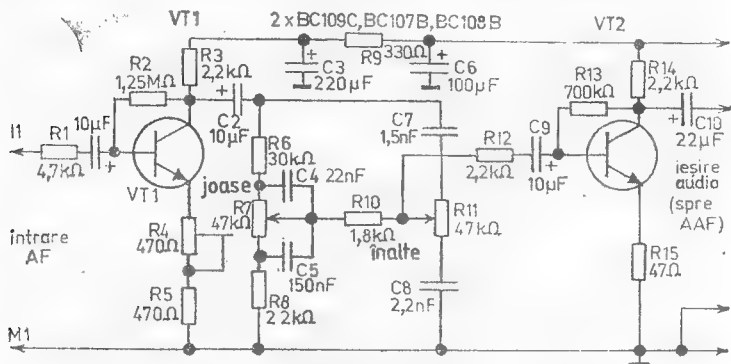 VT1
2 x BC109C, BC107B, BC108B
VT2
R3
2,2kΩ
R9
330Ω
C3
220µF
C6
100µF
R2
1,25MΩ
R13
700kΩ
R14
2,2kΩ
I1
R1
4,7kΩ
10µF
C2
10µF
C7
1,5nF
R12
2,2kΩ
C9
10µF
C10
22µF
VT1
R6
30kΩ
C4
22nF
joase
R7
47kΩ
R10
1,8kΩ
R11
47kΩ
înalte
ieșire
audio
(spre
AAF)
intrare
AF
R4
470Ω
C5
150nF
R5
470Ω
R8
2,2kΩ
C8
2,2nF
R15
47Ω
M1